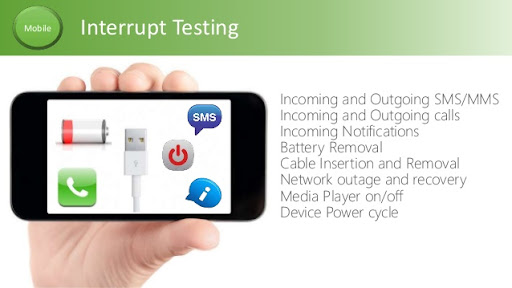 Mobile
Interrupt Testing
SMS
Incoming and Outgoing SMS/MMS
Incoming and Outgoing calls
Incoming Notifications
Battery Removal
Cable Insertion and Removal
Network outage and recovery
Media Player on/off
Device Power cycle